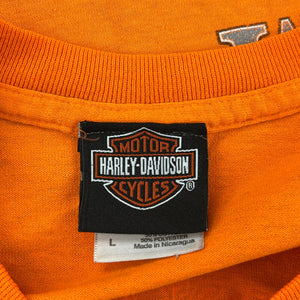 MOTOR
HARLEY-DAVIDSON
CYCLES ®
L
50% POLYESTER
Made in Nicaragua